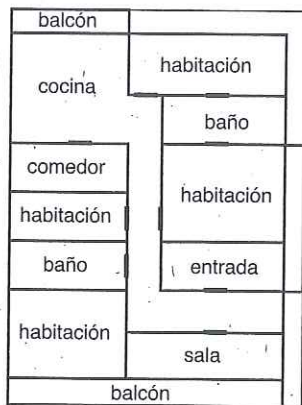 balcón
habitación
cocina
baño
comedor
habitación
habitación
baño
entrada
habitación
sala
balcón